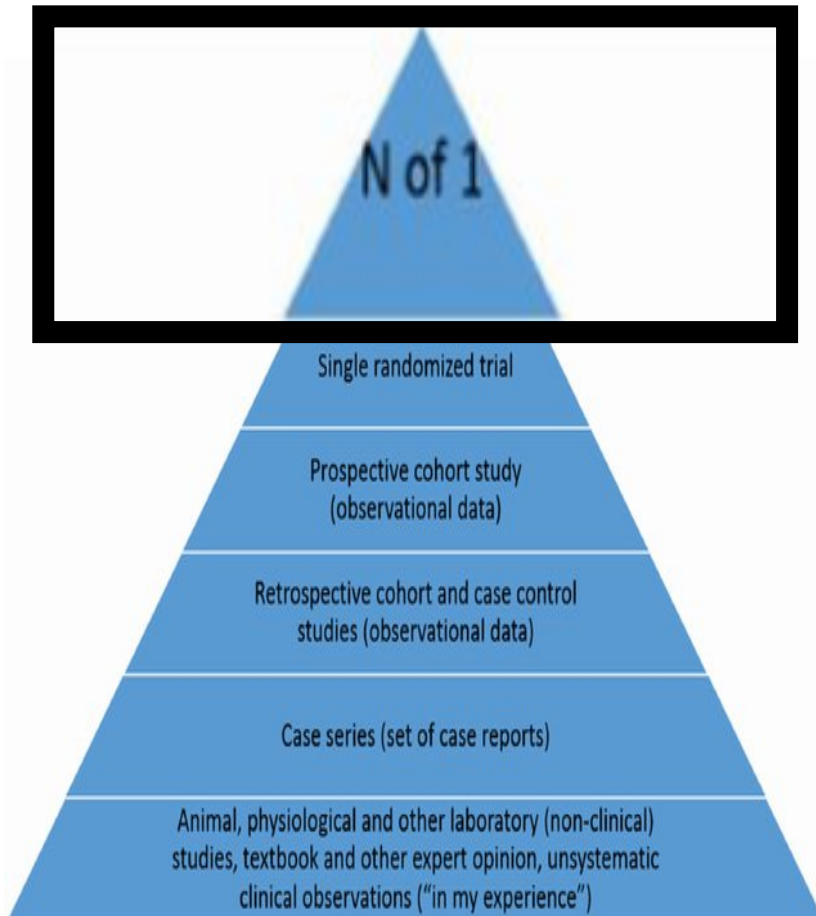 N of 1
Single randomized trial
Prospective cohort study
(observational data)
Retrospective cohort and case control
studies (observational data)
Case series (set of case reports)
Animal, physiological and other laboratory (non-clinical)
studies, textbook and other expert opinion, unsystematic
clinical observations (“in my experience”)